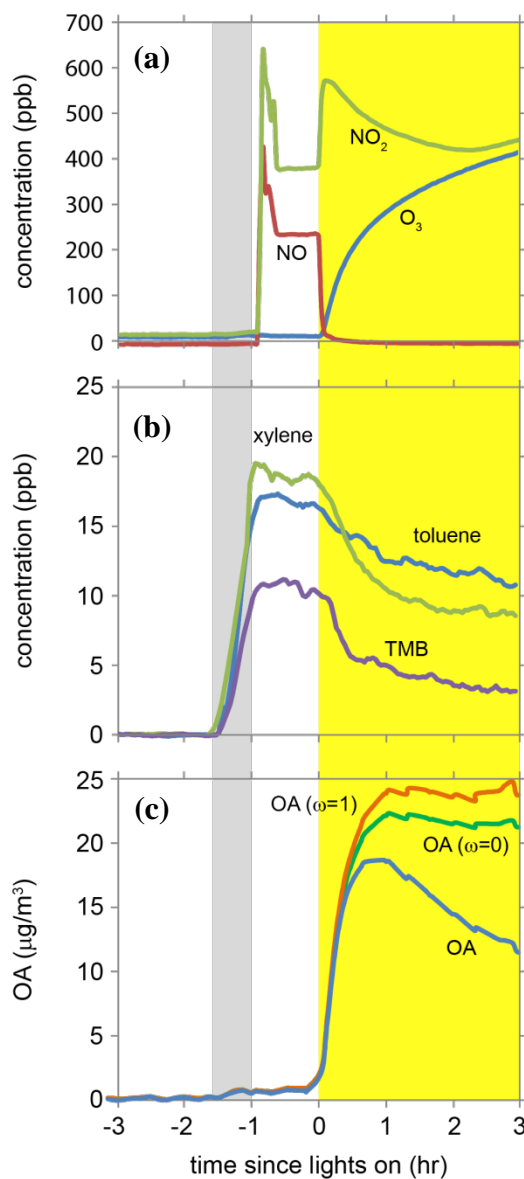 (a)
concentration (ppb)
700
600
500
400
300
200
100
0
NO₂
O₃
NO
(b)
concentration (ppb)
25
20
15
10
5
0
xylene
toluene
TMB
(c)
OA (μg/m³)
25
20
15
10
5
0
OA (ω=1)
OA (ω=0)
OA
-3 -2 -1 0 1 2 3
time since lights on (hr)